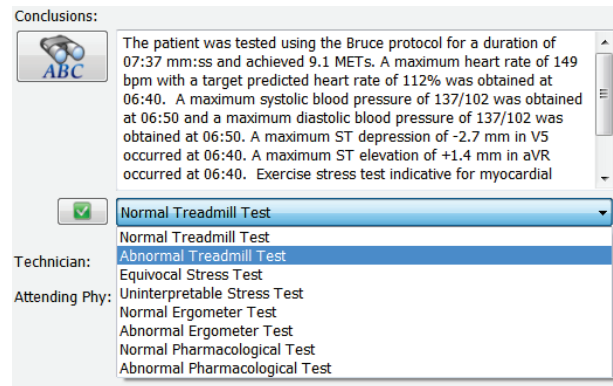 Conclusions:
ABC
The patient was tested using the Bruce protocol for a duration of
07:37 mm:ss and achieved 9.1 METs. A maximum heart rate of 149
bpm with a target predicted heart rate of 112% was obtained at
06:40.  A maximum systolic blood pressure of 137/102 was obtained
at 06:50 and a maximum diastolic blood pressure of 137/102 was
obtained at 06:50. A maximum ST depression of -2.7 mm in V5
occurred at 06:40. A maximum ST elevation of +1.4 mm in aVR
occurred at 06:40.  Exercise stress test indicative for myocardial
Normal Treadmill Test
Normal Treadmill Test
Abnormal Treadmill Test
Technician:
Equivocal Stress Test
Attending Phy:
Uninterpretable Stress Test
Normal Ergometer Test
Abnormal Ergometer Test
Normal Pharmacological Test
Abnormal Pharmacological Test